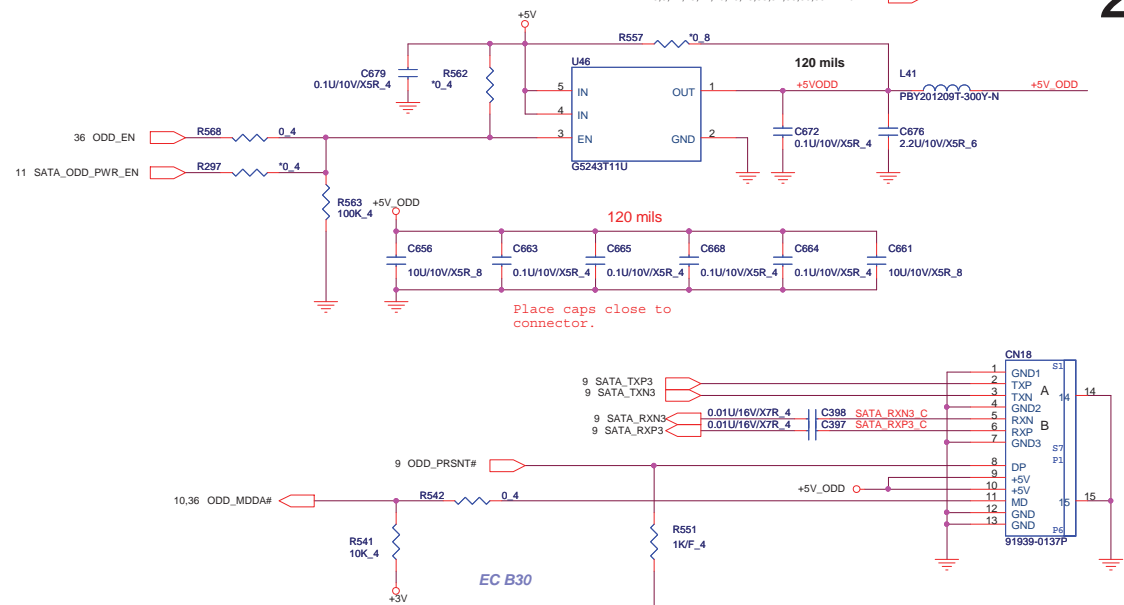 2
+5V
R557 *0_8
U46
120 mils
C679
0.1U/10V/X5R_4
R562
*0_4
L41
PBY201209T-300Y-N
5 IN
4 IN
3 EN
OUT 1
GND 2
+5VODD
+5V_ODD
G5243T11U
C672
0.1U/10V/X5R_4
C676
2.2U/10V/X5R_6
36 ODD_EN
R568 0_4
11 SATA_ODD_PWR_EN
R297 *0_4
R563
100K_4
+5V_ODD
120 mils
C656
10U/10V/X5R_8
C663
0.1U/10V/X5R_4
C665
0.1U/10V/X5R_4
C668
0.1U/10V/X5R_4
C664
0.1U/10V/X5R_4
C661
10U/10V/X5R_8
Place caps close to
connector.
CN18
9 SATA_TXP3
9 SATA_TXN3
9 SATA_RXN3 0.01U/16V/X7R_4 C398 SATA_RXN3_C
9 SATA_RXP3 0.01U/16V/X7R_4 C397 SATA_RXP3_C
1 GND1 S1
2 TXP
3 TXN A 14 14
4 GND2
5 RXN
6 RXP B
7 GND3 S7
P1
8 DP
9 +5V
10 +5V
11 MD 15 15
12 GND
13 GND P6
91939-0137P
9 ODD_PRSNT#
+5V_ODD
10,36 ODD_MDDA#
R542 0_4
R541
10K_4
+3V
R551
1K/F_4
EC B30